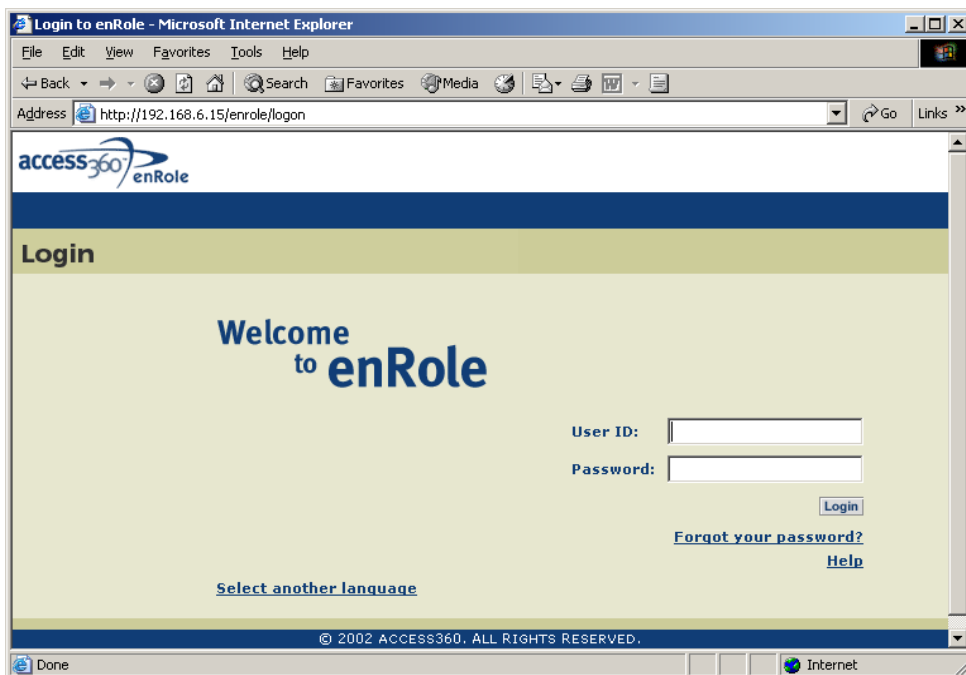 Login to enRole - Microsoft Internet Explorer
File Edit View Favorites Tools Help
Back Search Favorites Media
Address http://192.168.6.15/enrole/logon Go Links »
access360 enRole
Login
Welcome
to enRole
User ID:
Password:
Login
Forgot your password?
Help
Select another language
© 2002 ACCESS360. ALL RIGHTS RESERVED.
Done Internet